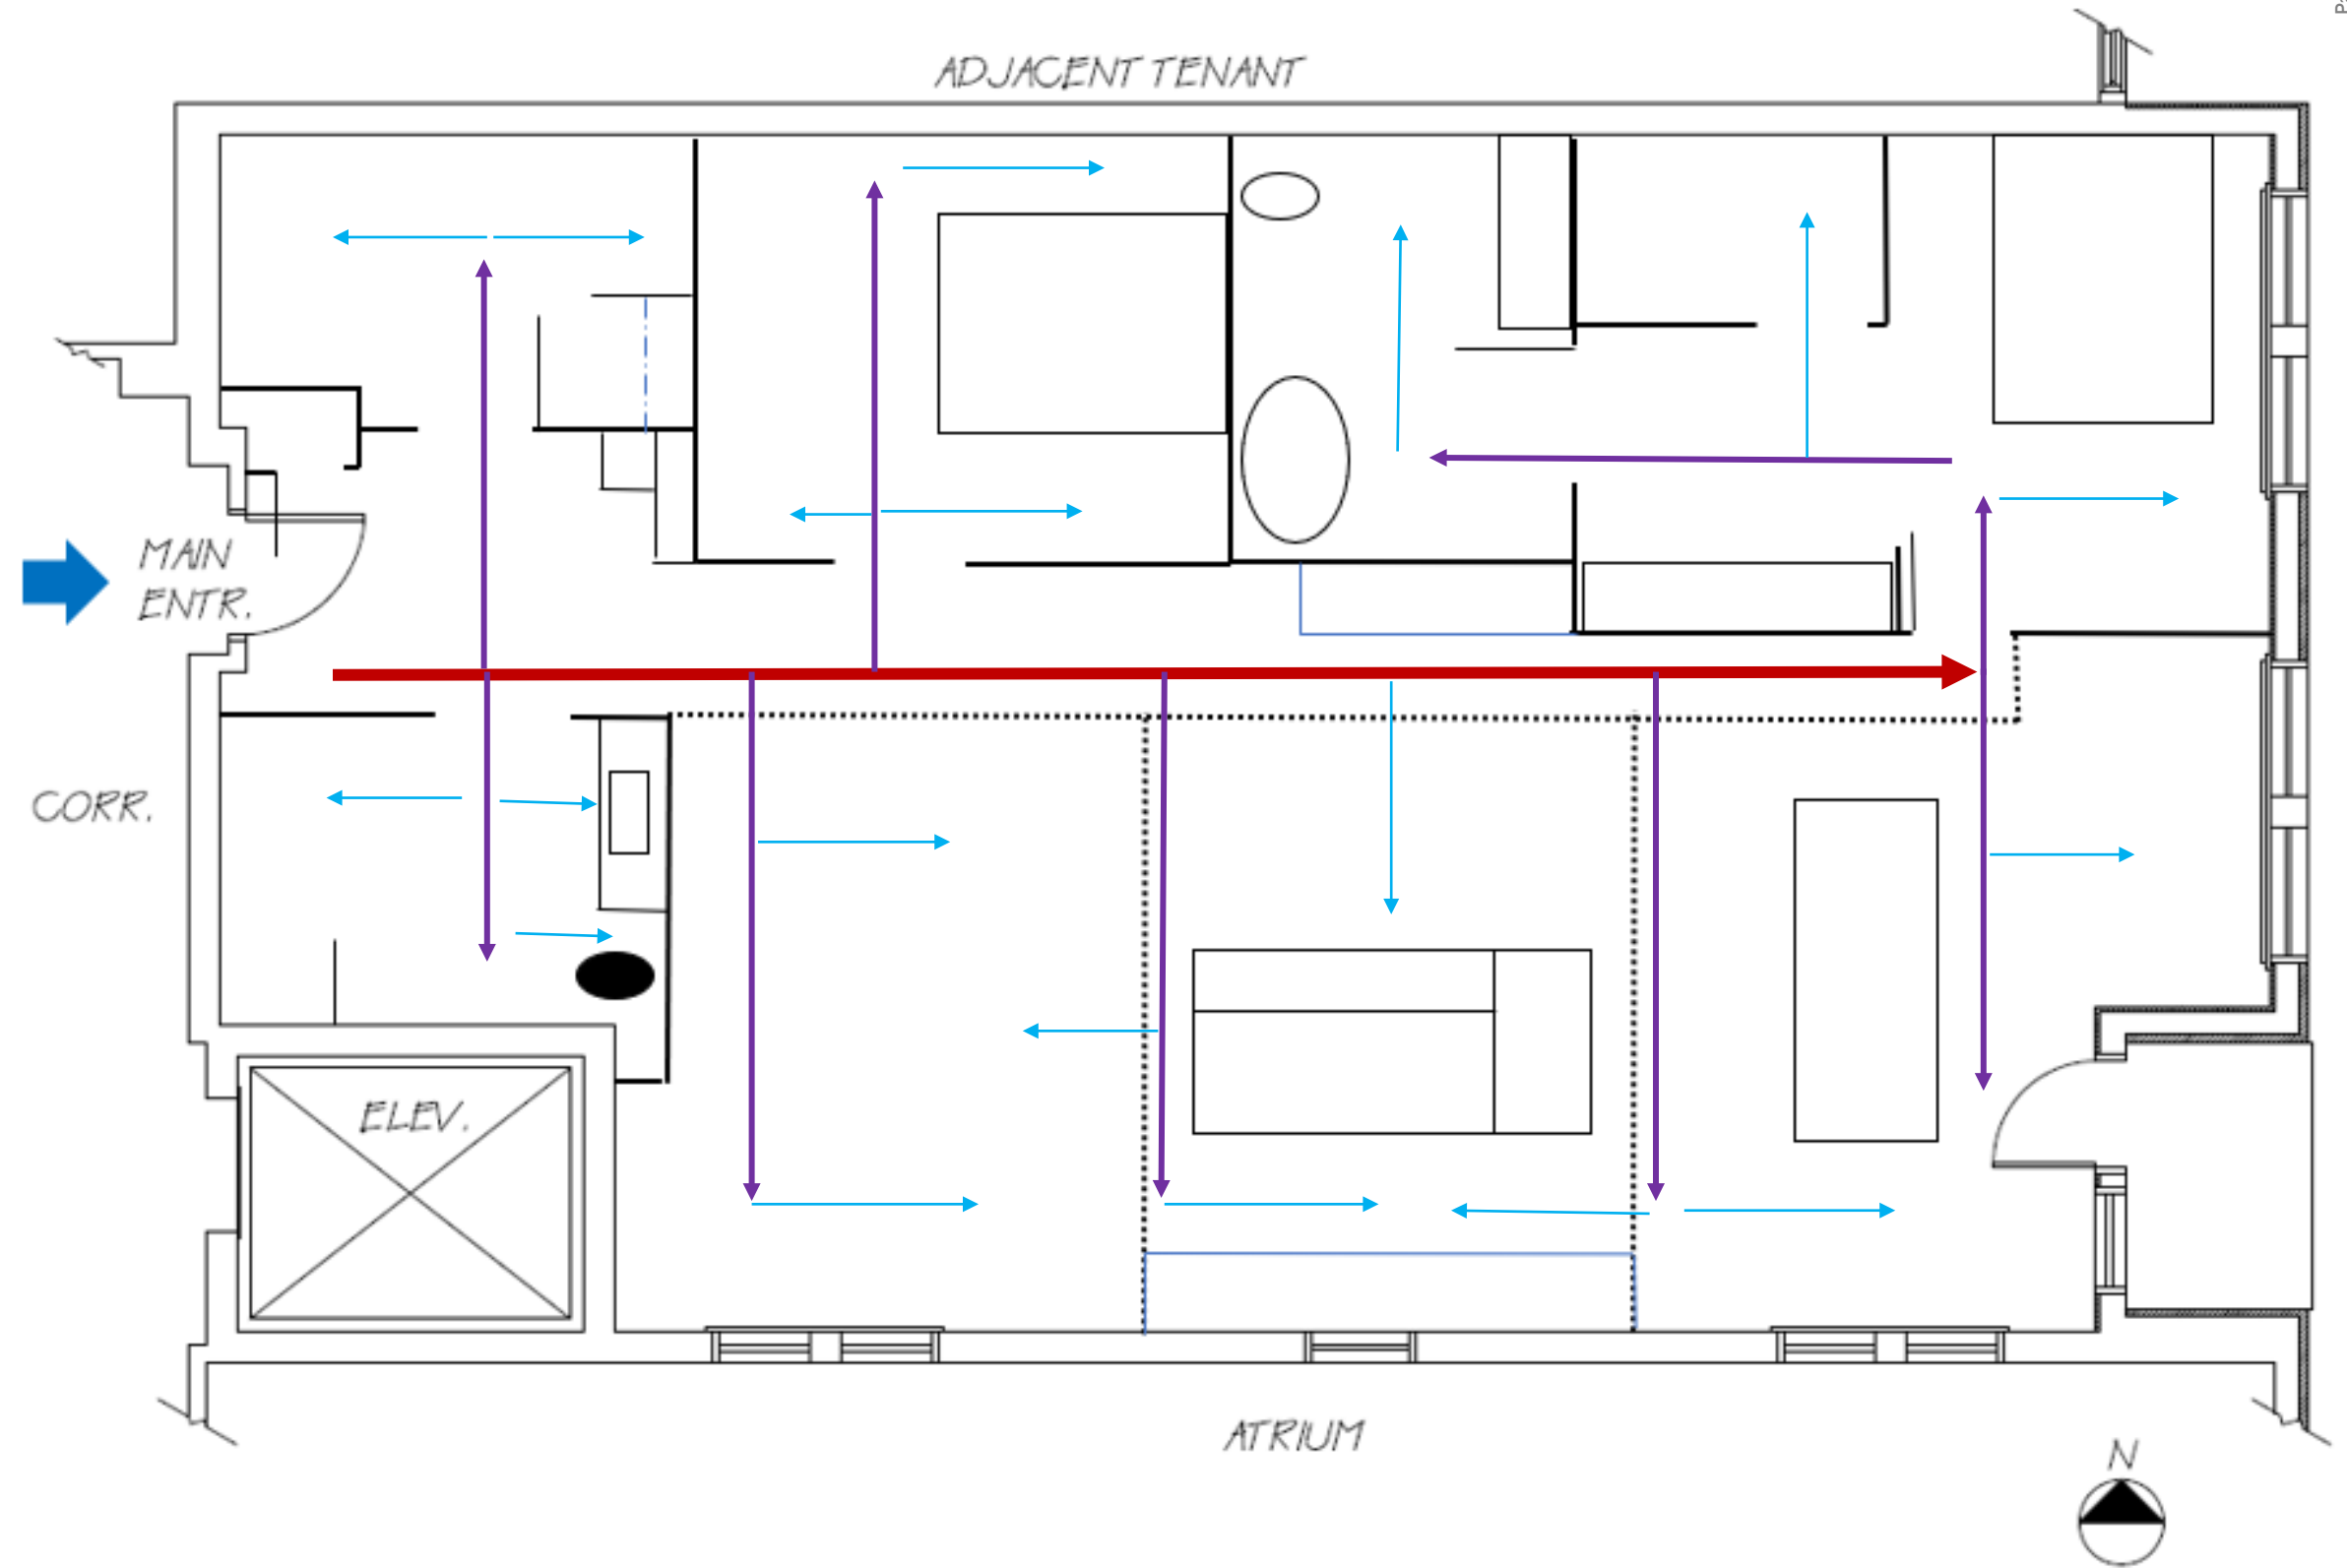 ADJACENT TENANT
MAIN
ENTR.
CORR.
ELEV.
ATRIUM
N